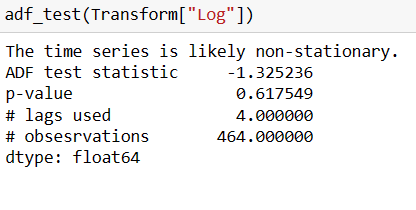 adf_test(Transform["Log"])
The time series is likely non-stationary.
ADF test statistic -1.325236
p-value 0.617549
# lags used 4.000000
# obsesrvations 464.000000
dtype: float64